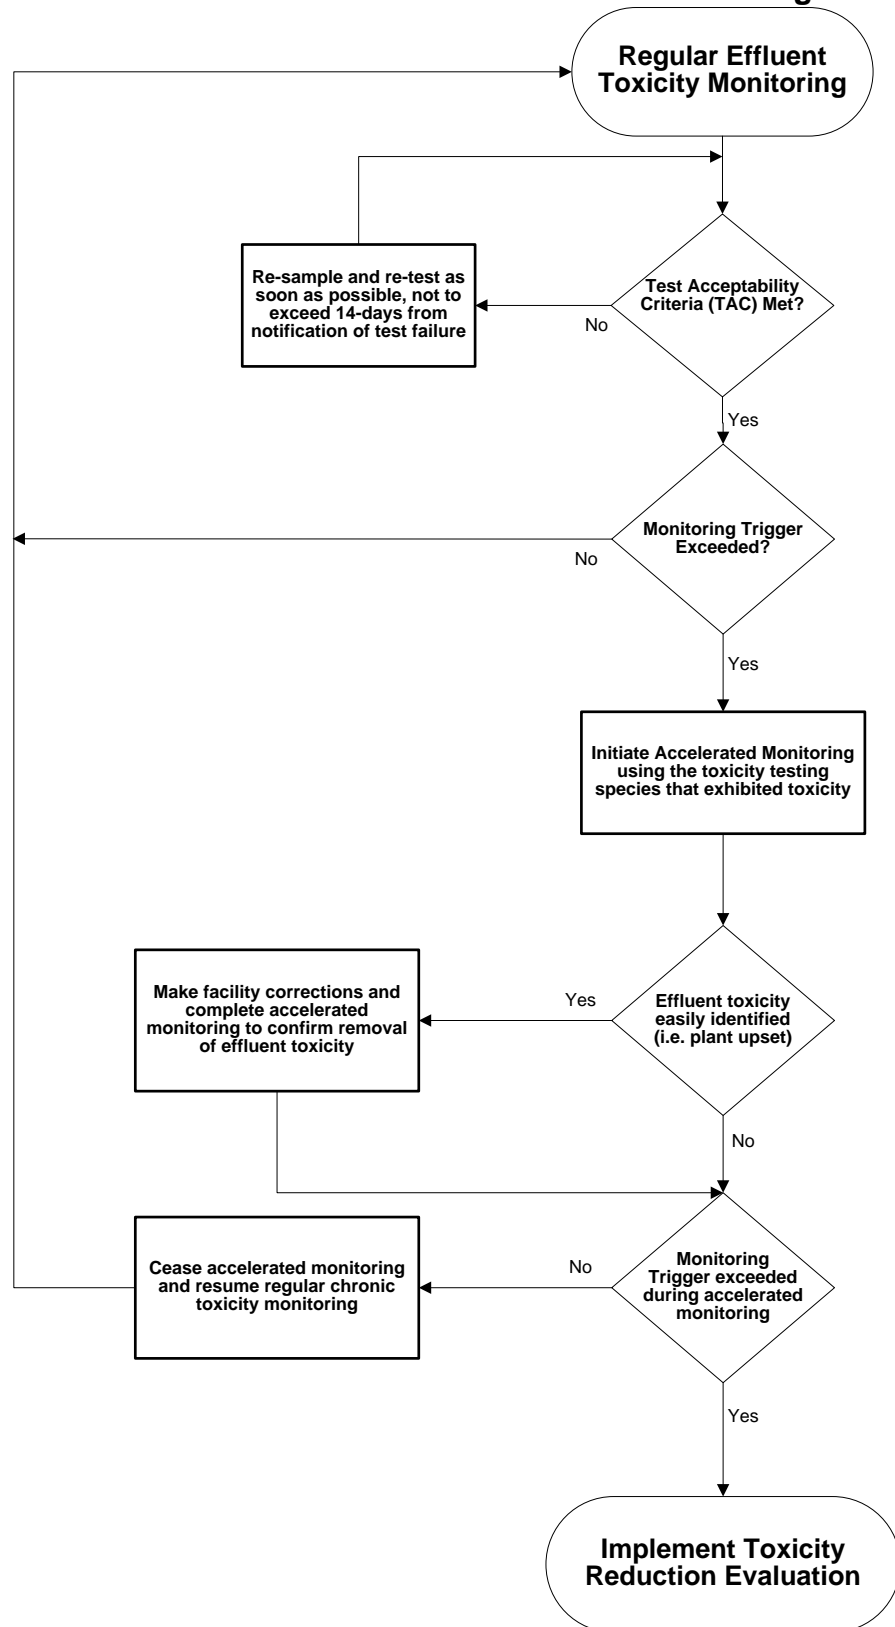 Regular Effluent
Toxicity Monitoring
Re-sample and re-test as
soon as possible, not to
exceed 14-days from
notification of test failure
Test Acceptability
Criteria (TAC) Met?
No
Yes
Monitoring Trigger
Exceeded?
No
Yes
Initiate Accelerated Monitoring
using the toxicity testing
species that exhibited toxicity
Make facility corrections and
complete accelerated
monitoring to confirm removal
of effluent toxicity
Yes
Effluent toxicity
easily identified
(i.e. plant upset)
No
Cease accelerated monitoring
and resume regular chronic
toxicity monitoring
No
Monitoring
Trigger exceeded
during accelerated
monitoring
Yes
Implement Toxicity
Reduction Evaluation